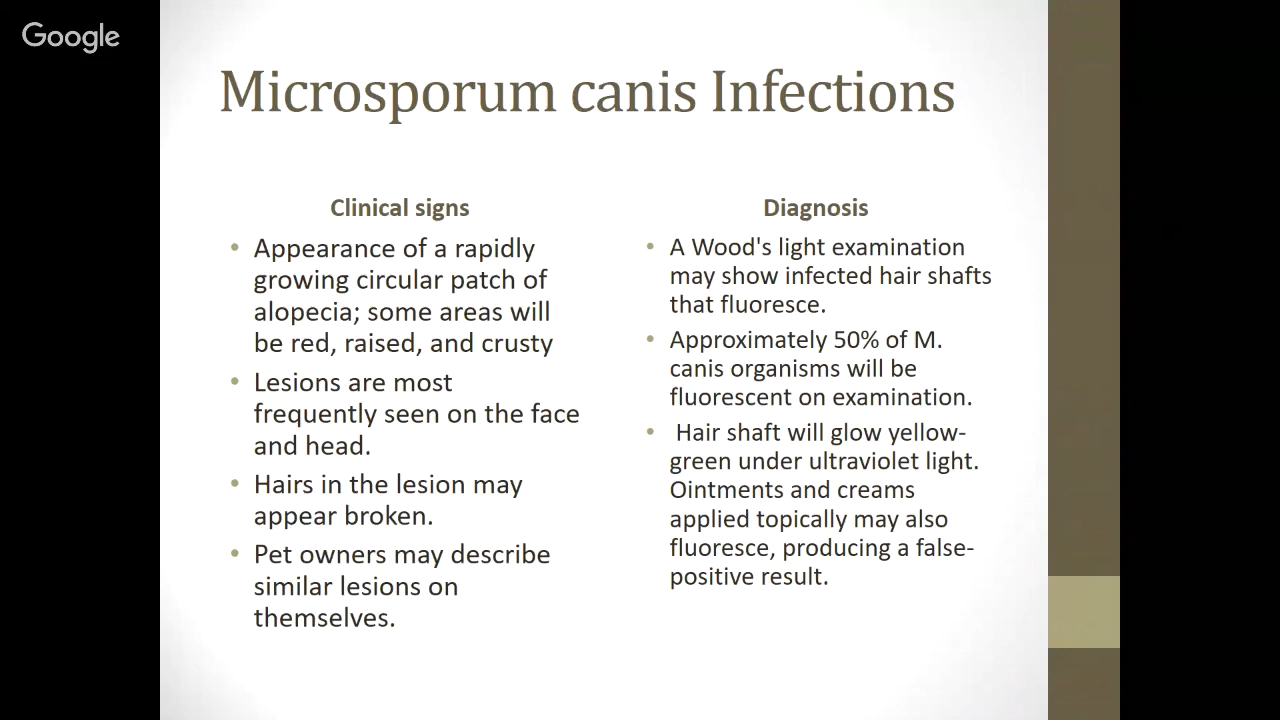 Google
Microsporum canis Infections
Clinical signs
• Appearance of a rapidly
growing circular patch of
alopecia; some areas will
be red, raised, and crusty
• Lesions are most
frequently seen on the face
and head.
• Hairs in the lesion may
appear broken.
• Pet owners may describe
similar lesions on
themselves.
Diagnosis
• A Wood's light examination
may show infected hair shafts
that fluoresce.
• Approximately 50% of M.
canis organisms will be
fluorescent on examination.
• Hair shaft will glow yellow-
green under ultraviolet light.
Ointments and creams
applied topically may also
fluoresce, producing a false-
positive result.